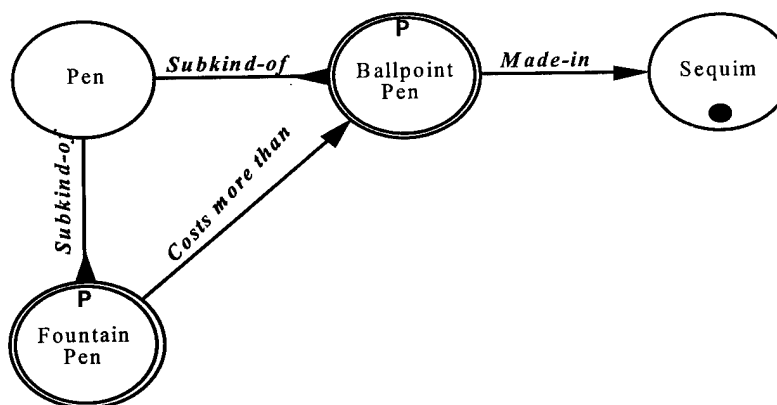 P
Pen
Subkind-of
Ballpoint
Pen
Made-in
Sequim
Subkind-of
Costs more than
P
Fountain
Pen